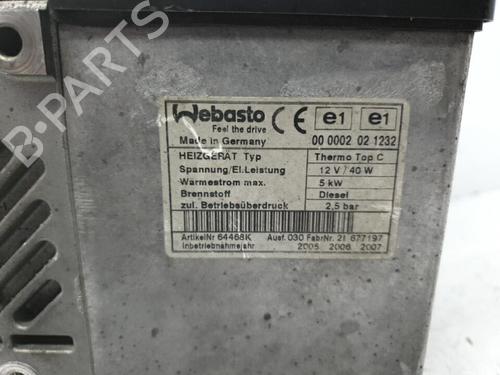 Webasto CE e1 e1
Feel the drive
Made in Germany 00 0002 02 1232
HEIZGERÄT Typ Thermo Top C
Spannung/El.Leistung 12 V / 40 W
Wärmestrom max. 5 kW
Brennstoff Diesel
zul. Betriebsüberdruck 2,5 bar
ArtikelNr 64468K Ausf. 030 FabrNr. 21 677197
Inbetriebnahmejahr 2005 2006 2007
B-PARTS